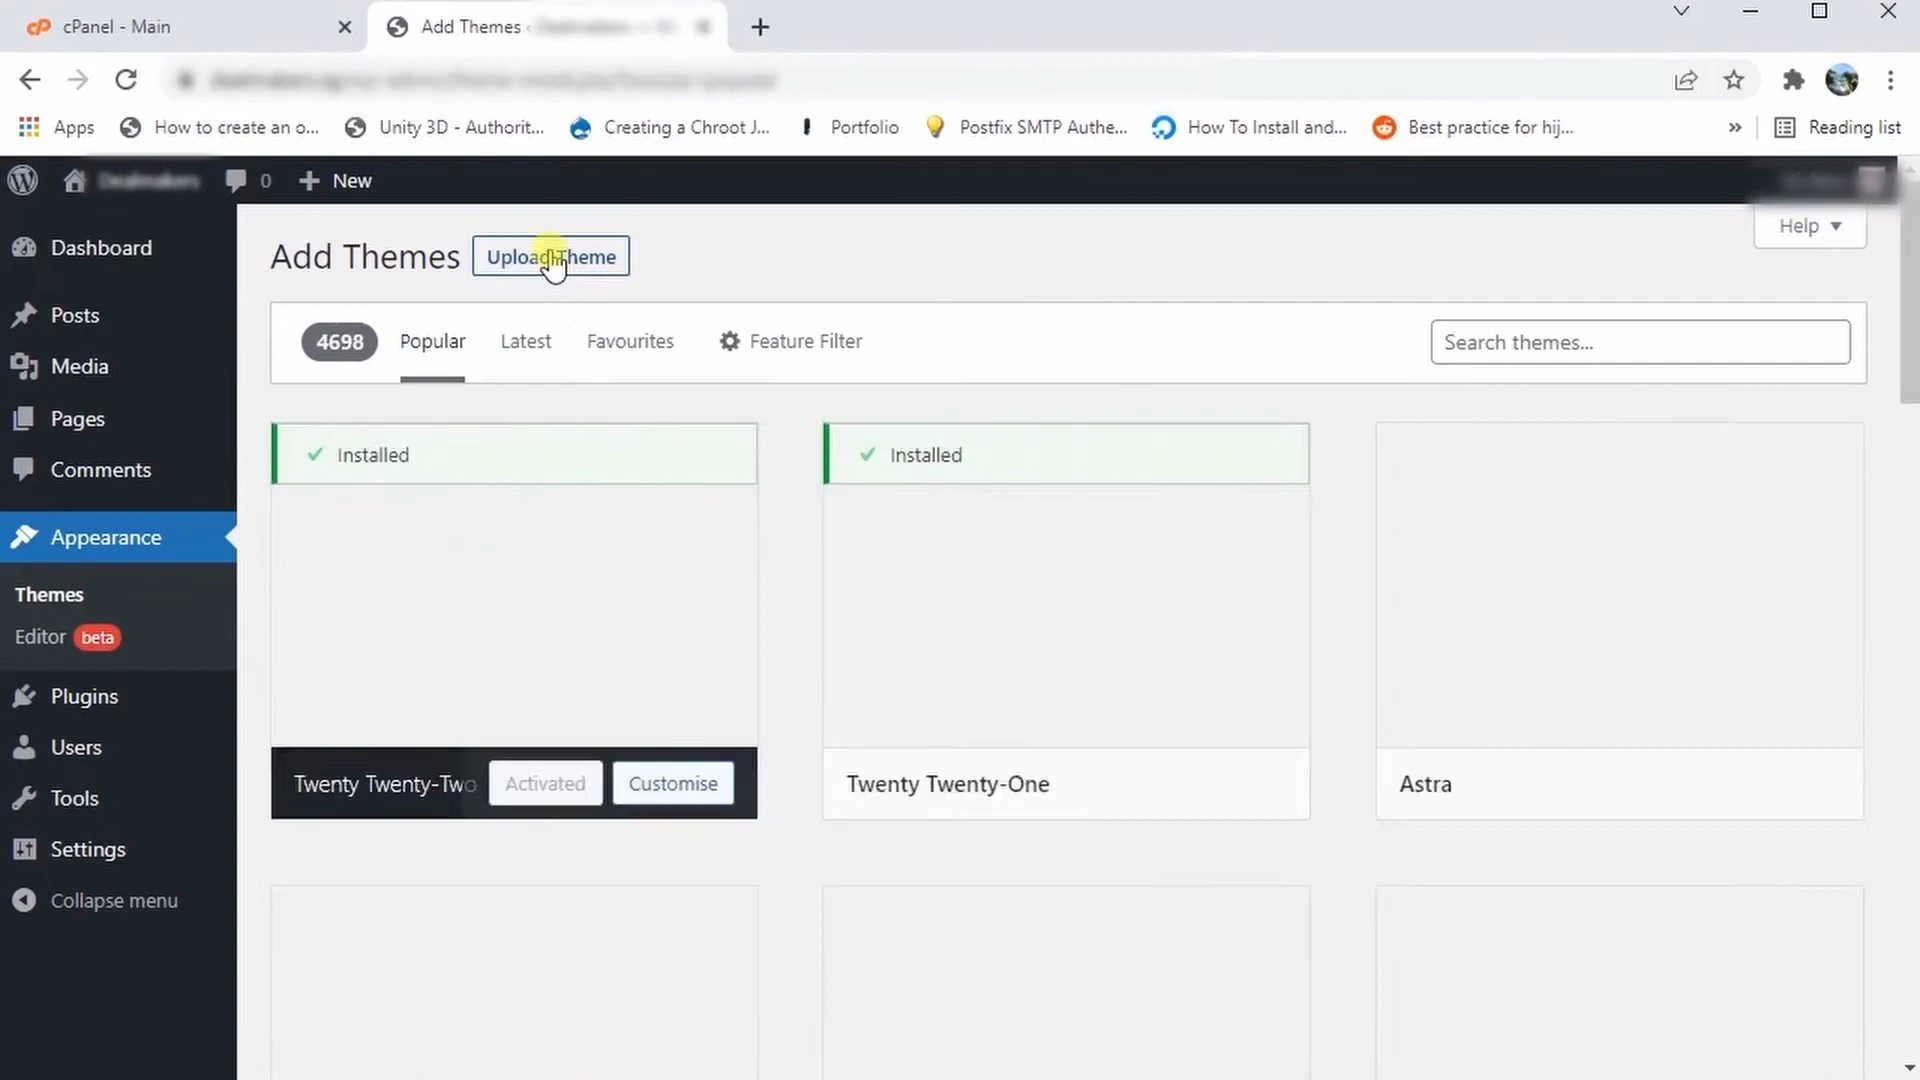 cPanel - Main
Add Themes ‹
Apps
How to create an o...
Unity 3D - Authorit...
Creating a Chroot J...
Portfolio
Postfix SMTP Authe...
How To Install and...
Best practice for hij...
»
Reading list
Dealmakers
0
New
Dashboard
Posts
Media
Pages
Comments
Appearance
Themes
Editor beta
Plugins
Users
Tools
Settings
Collapse menu
Help
Add Themes
Upload Theme
4698
Popular
Latest
Favourites
Feature Filter
Search themes...
Installed
Installed
Twenty Twenty-Two
Activated
Customise
Twenty Twenty-One
Astra